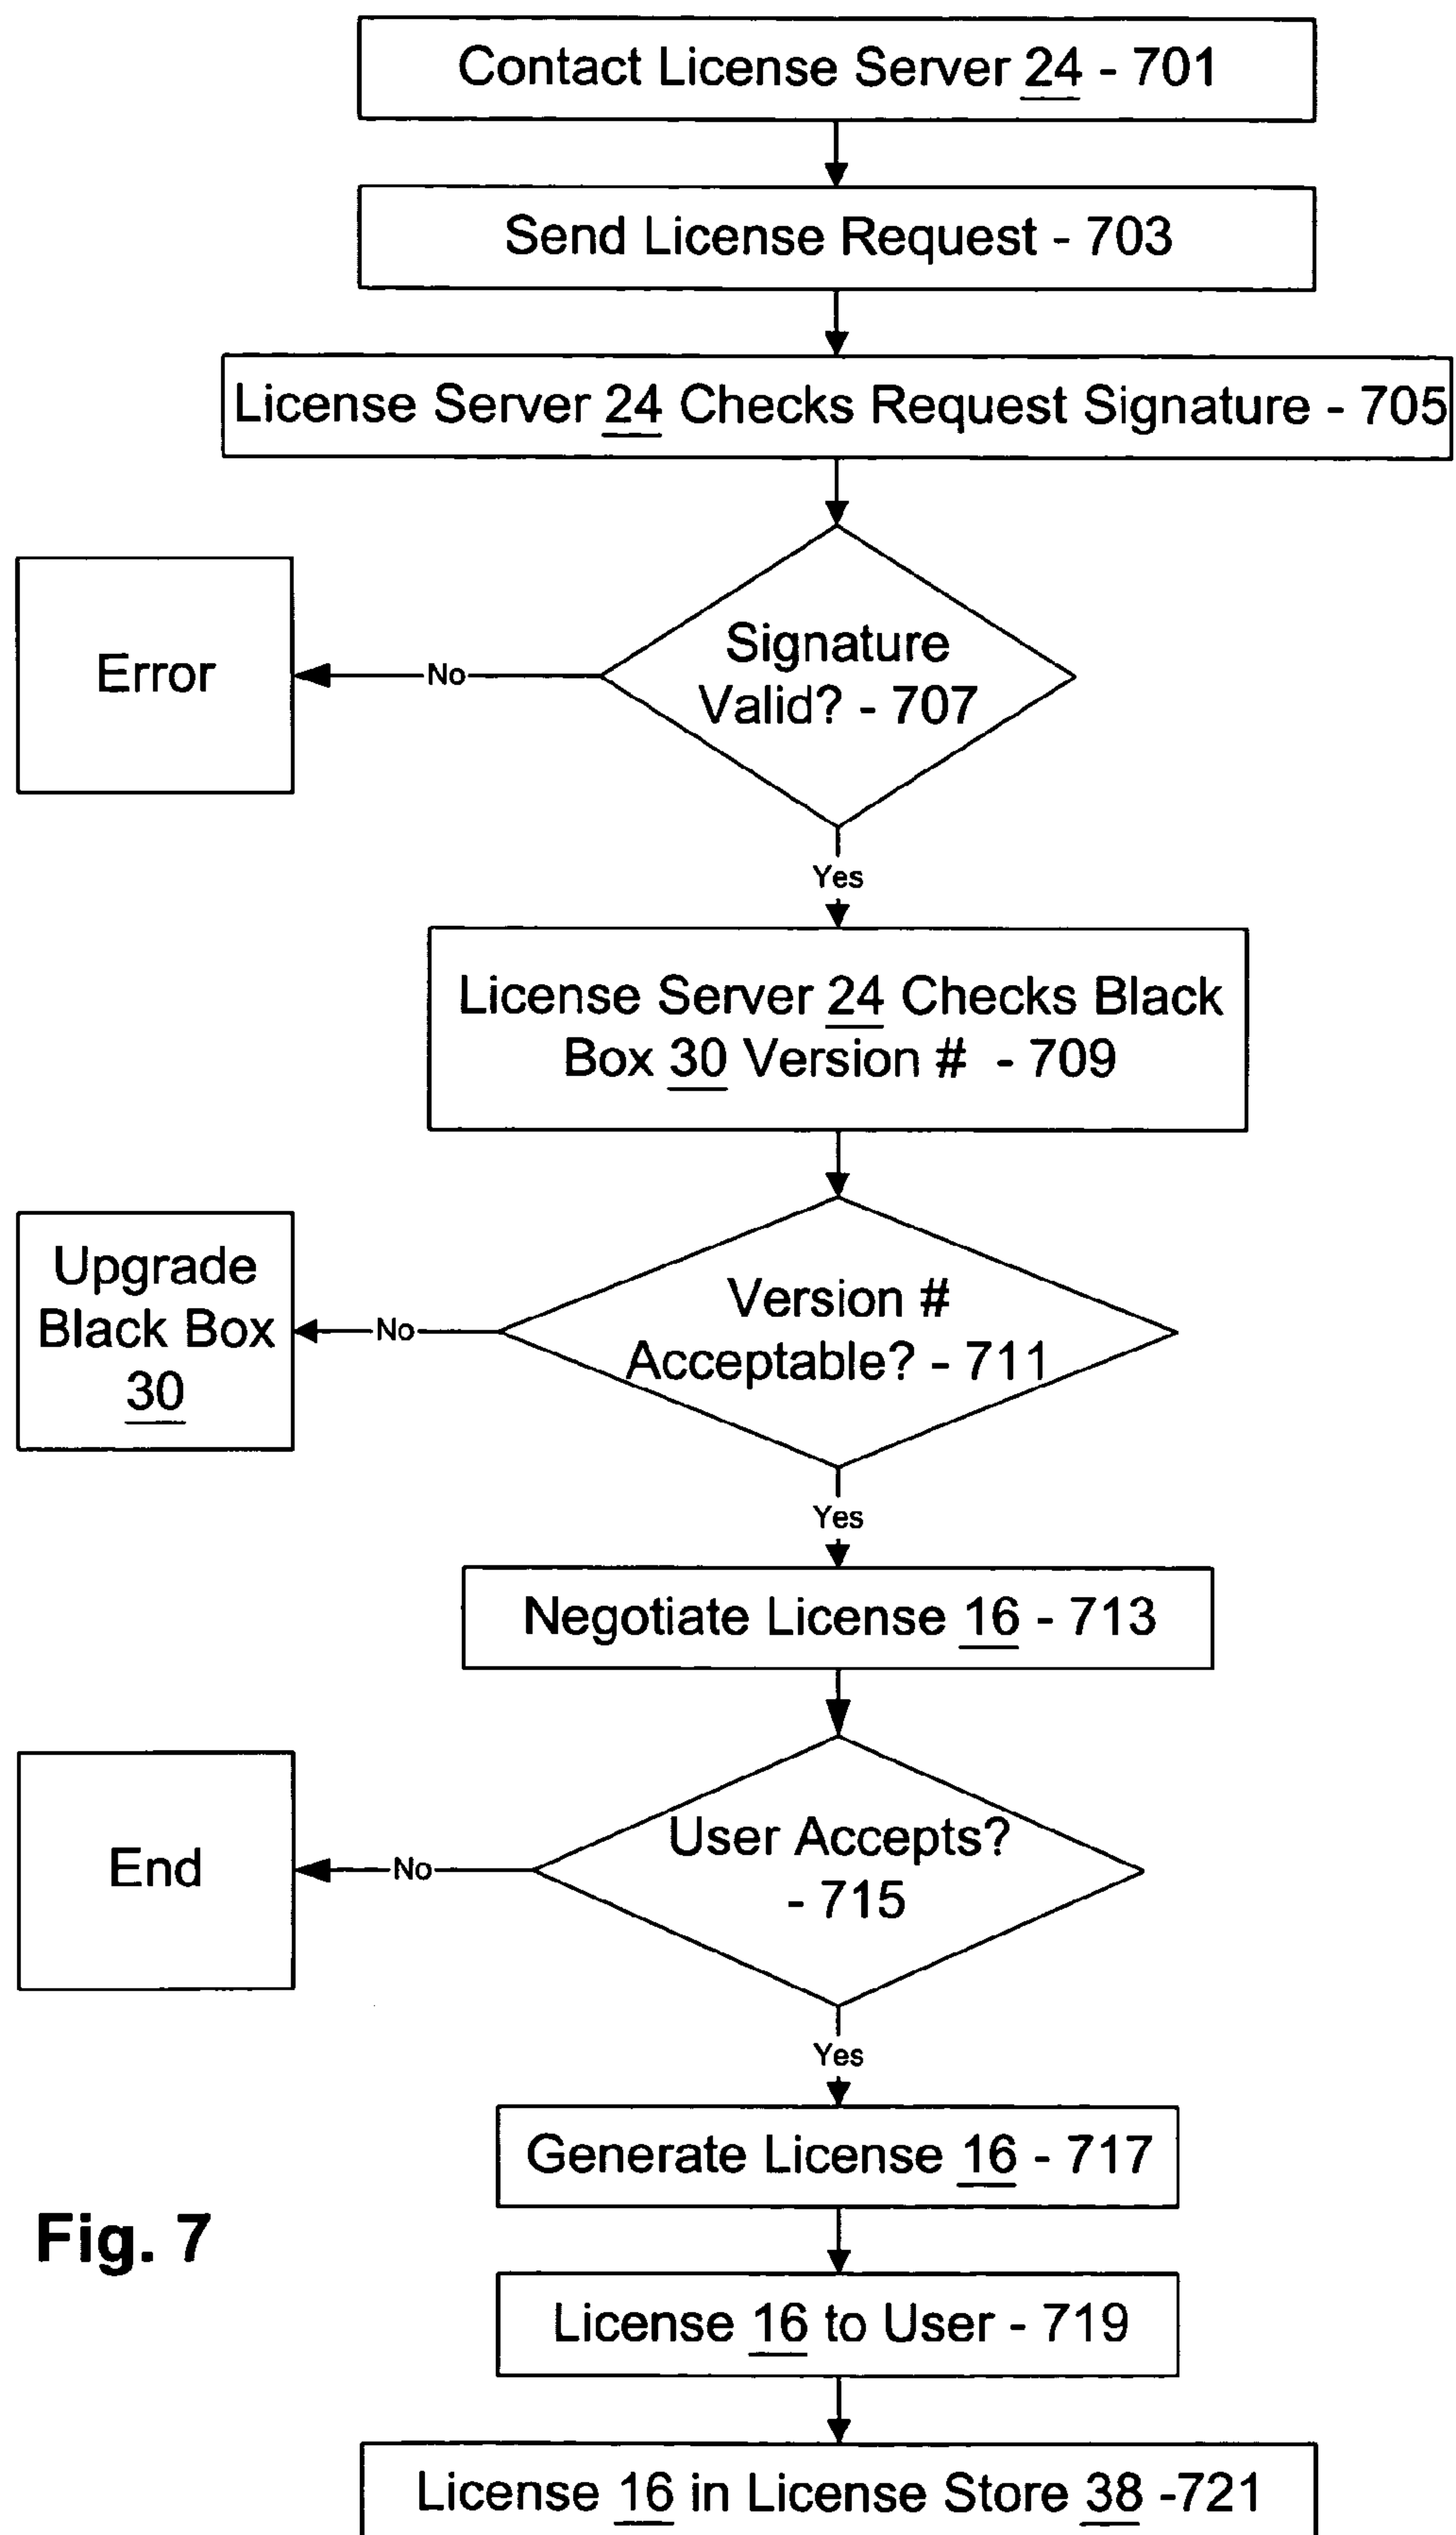 Contact License Server 24 - 701
Send License Request - 703
License Server 24 Checks Request Signature - 705
Signature
Valid? - 707
No
Error
Yes
License Server 24 Checks Black
Box 30 Version # - 709
Version #
Acceptable? - 711
No
Upgrade
Black Box
30
Yes
Negotiate License 16 - 713
User Accepts?
- 715
No
End
Yes
Generate License 16 - 717
Fig. 7
License 16 to User - 719
License 16 in License Store 38 -721